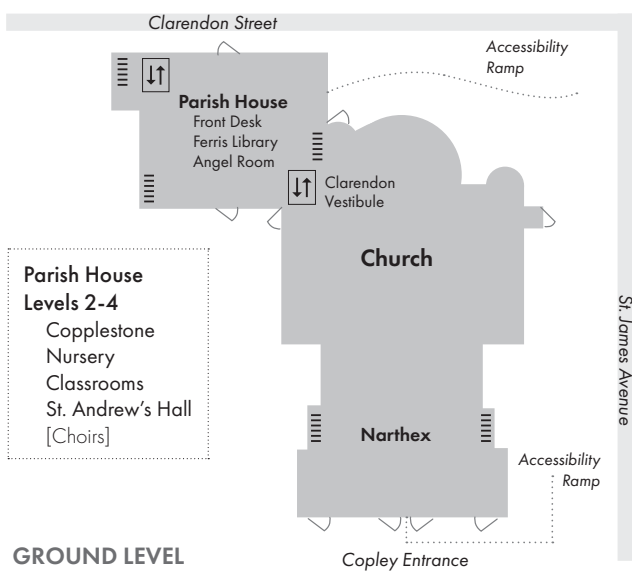 Clarendon Street
Accessibility
Ramp
Parish House
Front Desk
Ferris Library
Angel Room
Clarendon
Vestibule
Church
Parish House
Levels 2-4
Copplestone
Nursery
Classrooms
St. Andrew's Hall
[Choirs]
St. James Avenue
Narthex
Accessibility
Ramp
GROUND LEVEL
Copley Entrance